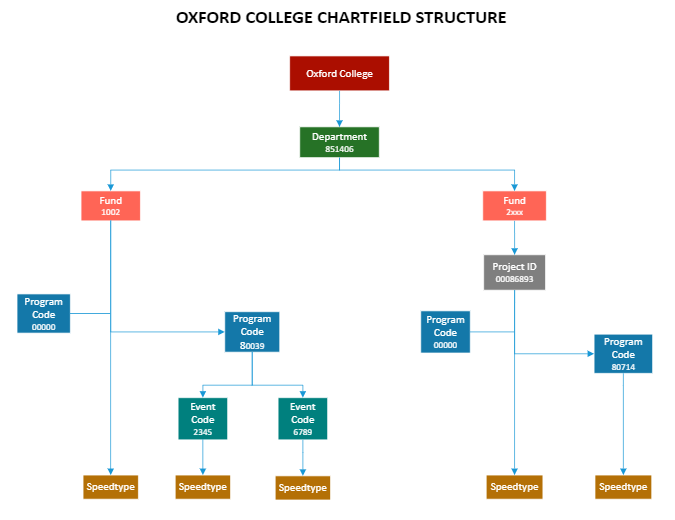 OXFORD COLLEGE CHARTFIELD STRUCTURE
Oxford College
Department
851406
Fund
1002
Fund
2xxx
Project ID
00086893
Program
Code
00000
Program
Code
80039
Program
Code
00000
Program
Code
80714
Event
Code
2345
Event
Code
6789
Speedtype
Speedtype
Speedtype
Speedtype
Speedtype